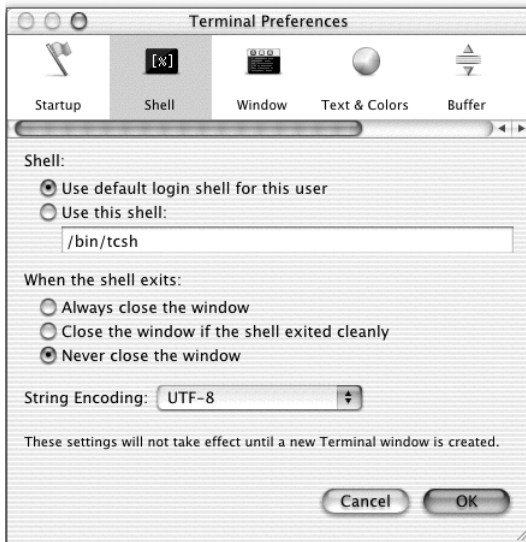 Terminal Preferences
[%]
Startup Shell Window Text & Colors Buffer
Shell:
Use default login shell for this user
Use this shell:
/bin/tcsh
When the shell exits:
Always close the window
Close the window if the shell exited cleanly
Never close the window
String Encoding: UTF-8
These settings will not take effect until a new Terminal window is created.
Cancel OK